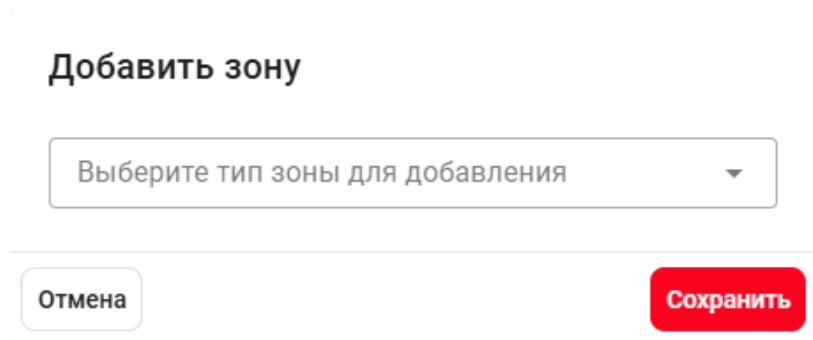 Добавить зону
Выберите тип зоны для добавления
Отмена
Сохранить